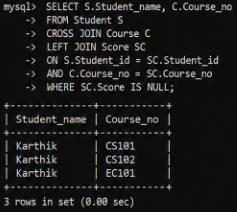 mysql> SELECT S.Student_name, C.Course_no
-> FROM Student S
-> CROSS JOIN Course C
-> LEFT JOIN Score SC
-> ON S.Student_id = SC.Student_id
-> AND C.Course_no = SC.Course_no
-> WHERE SC.Score IS NULL;
+--------------+-----------+
| Student_name | Course_no |
+--------------+-----------+
| Karthik | CS101 |
| Karthik | CS102 |
| Karthik | EC101 |
+--------------+-----------+
3 rows in set (0.00 sec)